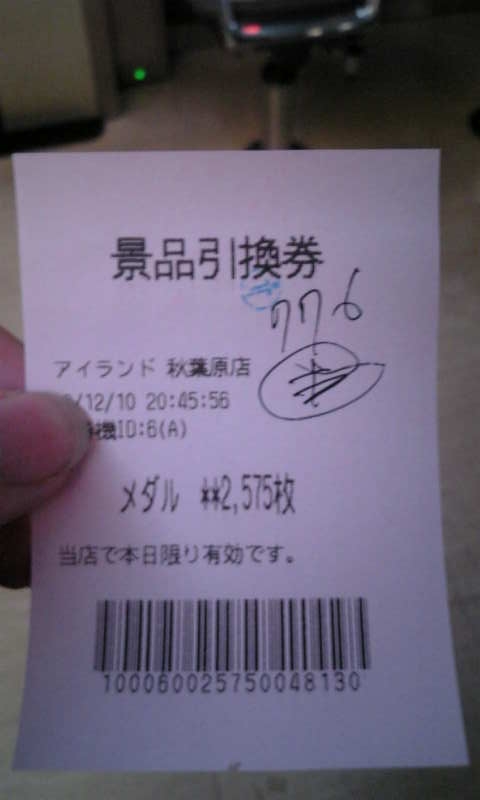 景品引換券
776
アイランド 秋葉原店
/12/10 20:45:56
機ID:6(A)
メダル **2,575枚
当店で本日限り有効です。
100060025750048130